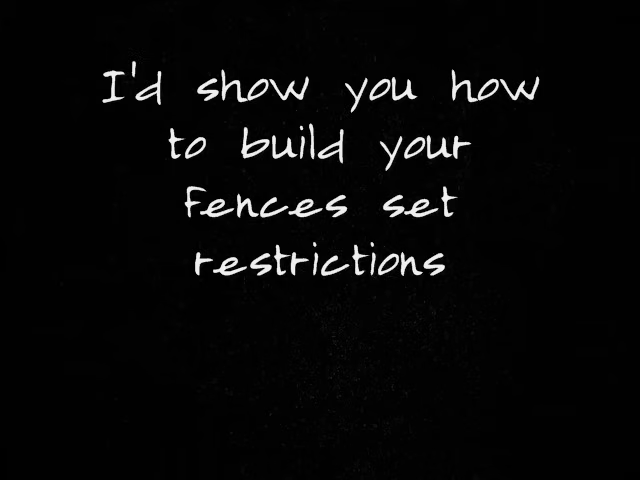 I'd show you how
to build your
fences set
restrictions